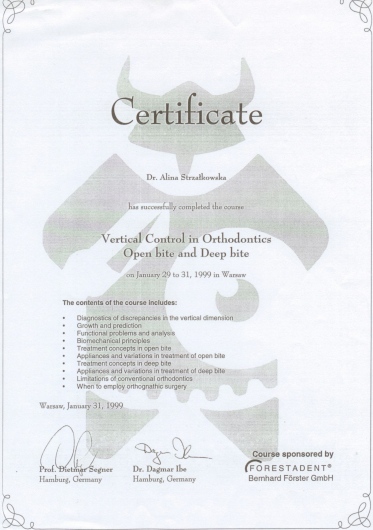 Certificate
Dr. Alina Strzałkowska
has successfully completed the course
Vertical Control in Orthodontics
Open bite and Deep bite
on January 29 to 31, 1999 in Warsaw
The contents of the course includes:
• Diagnostics of discrepancies in the vertical dimension
• Growth and prediction
• Functional problems and analysis
• Biomechanical principles
• Treatment concepts in open bite
• Appliances and variations in treatment of open bite
• Treatment concepts in deep bite
• Appliances and variations in treatment of deep bite
• Limitations of conventional orthodontics
• When to employ orthognathic surgery
Warsaw, January 31, 1999
Prof. Dietmar Segner
Hamburg, Germany
Dr. Dagmar Ibe
Hamburg, Germany
Course sponsored by
FORESTADENT®
Bernhard Förster GmbH